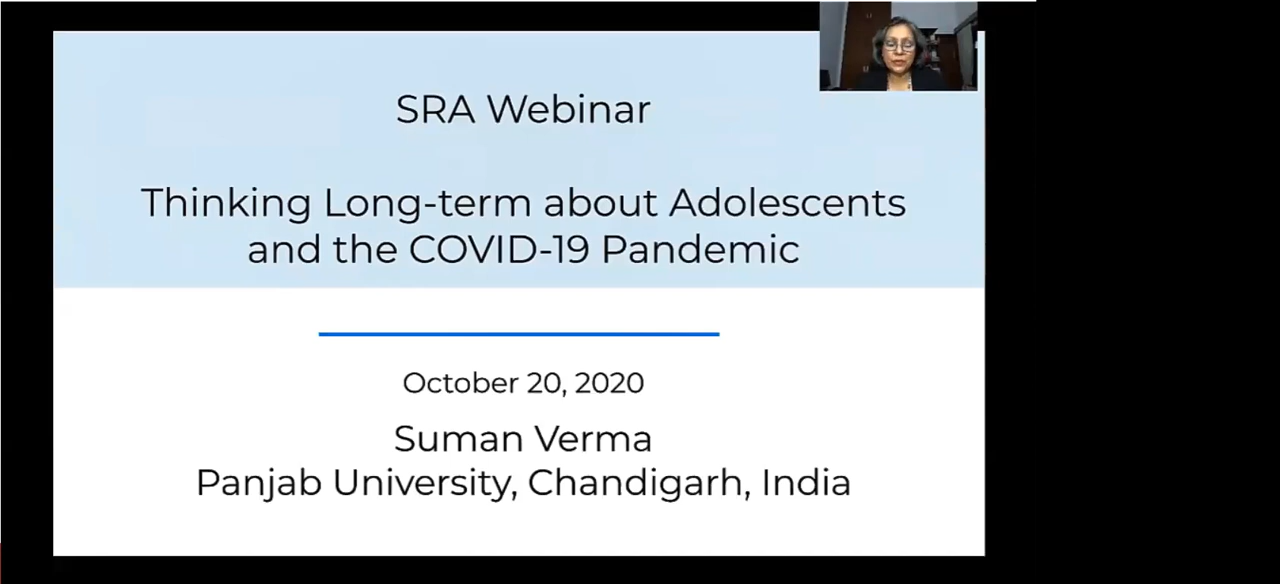 SRA Webinar
Thinking Long-term about Adolescents
and the COVID-19 Pandemic
October 20, 2020
Suman Verma
Panjab University, Chandigarh, India